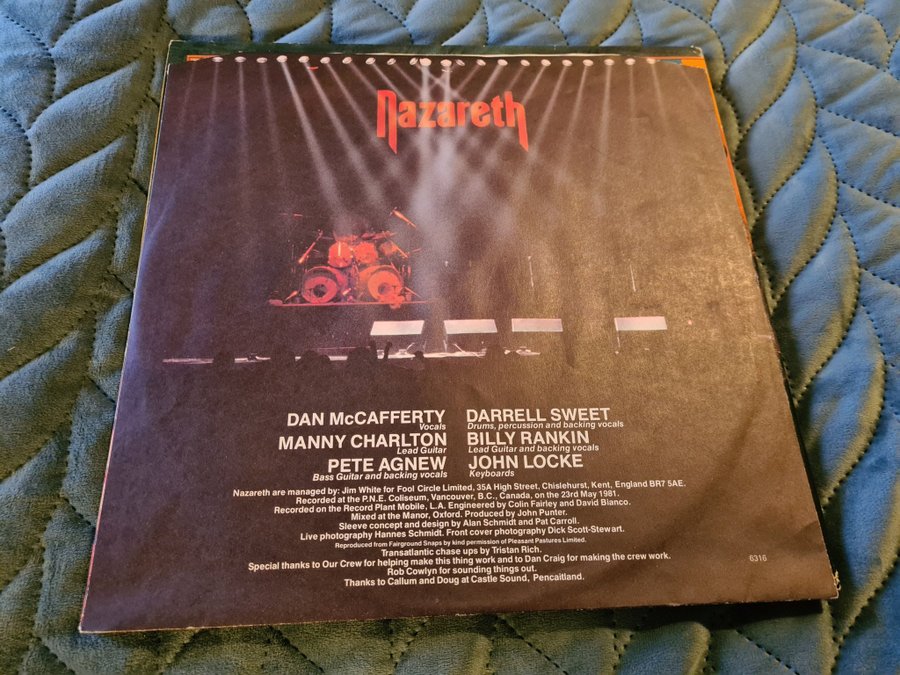 Nazareth
DAN McCAFFERTY
Vocals
MANNY CHARLTON
Lead Guitar
PETE AGNEW
Bass Guitar and backing vocals
DARRELL SWEET
Drums, percussion and backing vocals
BILLY RANKIN
Lead Guitar and backing vocals
JOHN LOCKE
Keyboards
Nazareth are managed by: Jim White for Fool Circle Limited, 35A High Street, Chislehurst, Kent, England BR7 5AE.
Recorded at the P.N.E. Coliseum, Vancouver, B.C., Canada, on the 23rd May 1981.
Recorded on the Record Plant Mobile, L.A. Engineered by Colin Fairley and David Bianco.
Mixed at the Manor, Oxford. Produced by John Punter.
Sleeve concept and design by Alan Schmidt and Pat Carroll.
Live photography Hannes Schmidt. Front cover photography Dick Scott-Stewart.
Reproduced from Fairground Snaps by kind permission of Pleasant Pastures Limited.
Transatlantic chase ups by Tristan Rich.
Special thanks to Our Crew for helping make this thing work and to Dan Craig for making the crew work.
Rob Cowlyn for sounding things out.
Thanks to Callum and Doug at Castle Sound, Pencaitland.
6316